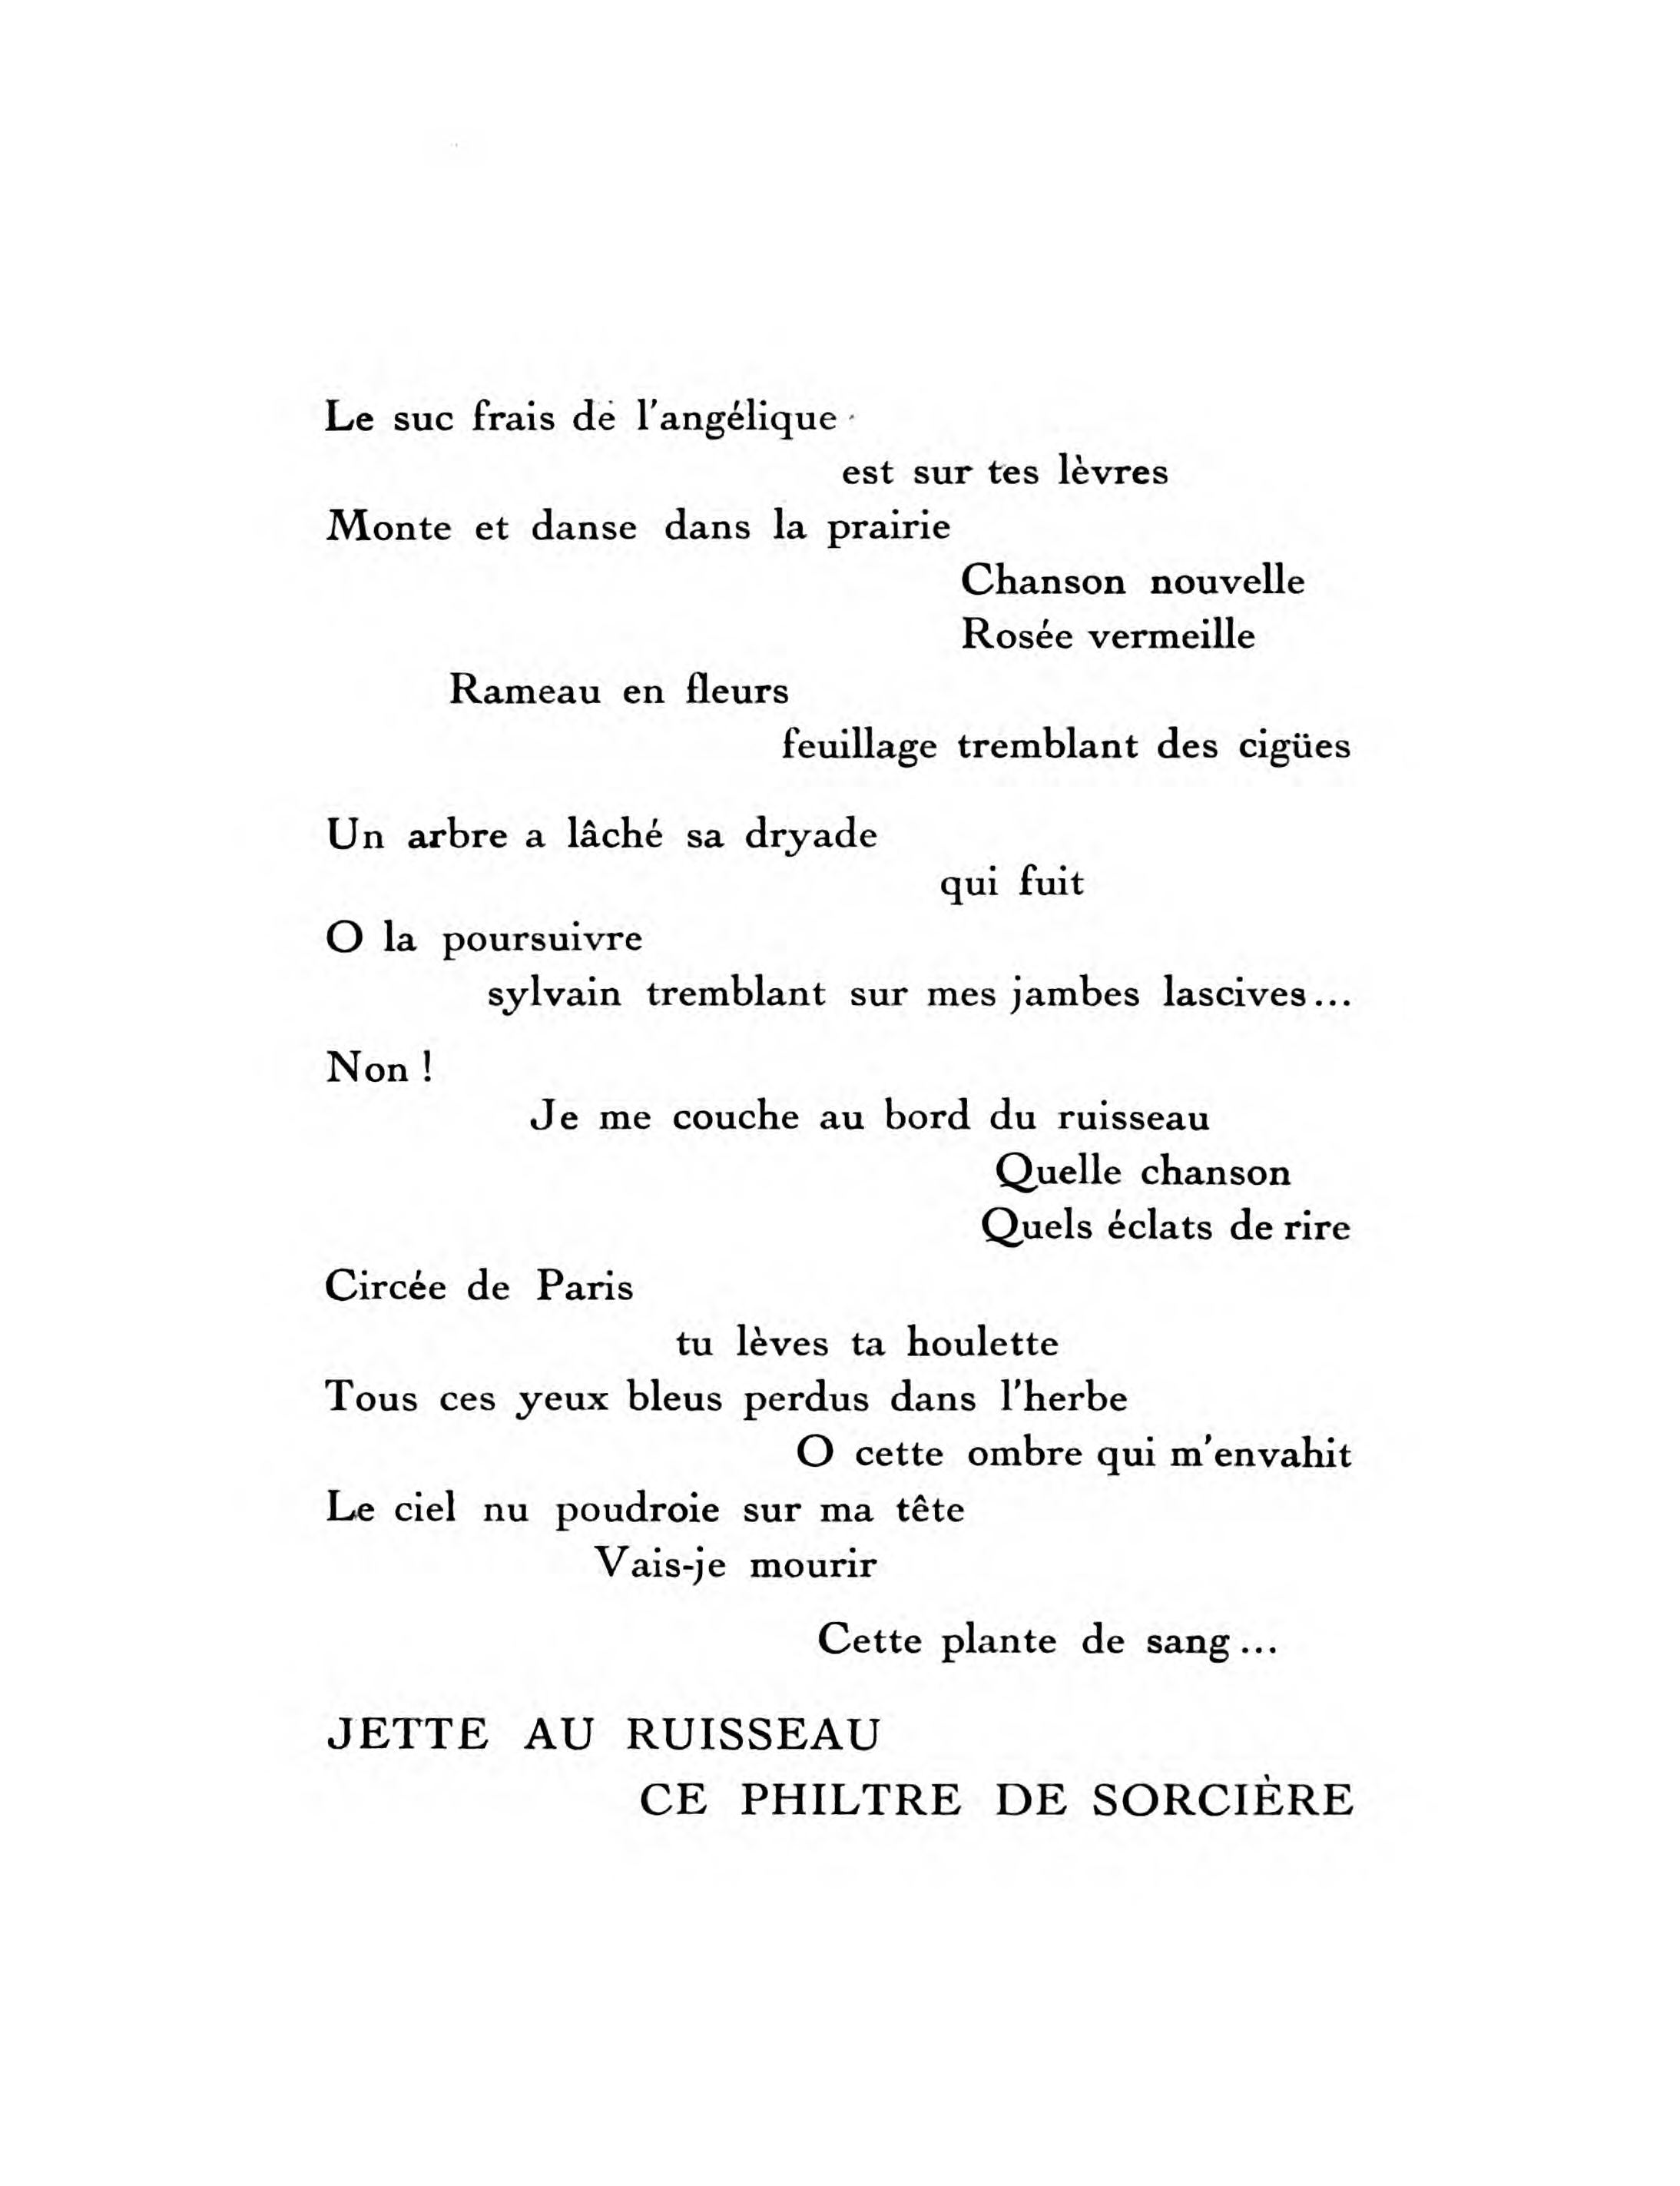 Le suc frais de l'angélique
est sur tes lèvres
Monte et danse dans la prairie
Chanson nouvelle
Rosée vermeille
Rameau en fleurs
feuillage tremblant des cigües
Un arbre a lâché sa dryade
qui fuit
O la poursuivre
sylvain tremblant sur mes jambes lascives...
Non !
Je me couche au bord du ruisseau
Quelle chanson
Quels éclats de rire
Circée de Paris
tu lèves ta houlette
Tous ces yeux bleus perdus dans l'herbe
O cette ombre qui m'envahit
Le ciel nu poudroie sur ma tête
Vais-je mourir
Cette plante de sang...
JETTE AU RUISSEAU
CE PHILTRE DE SORCIÈRE